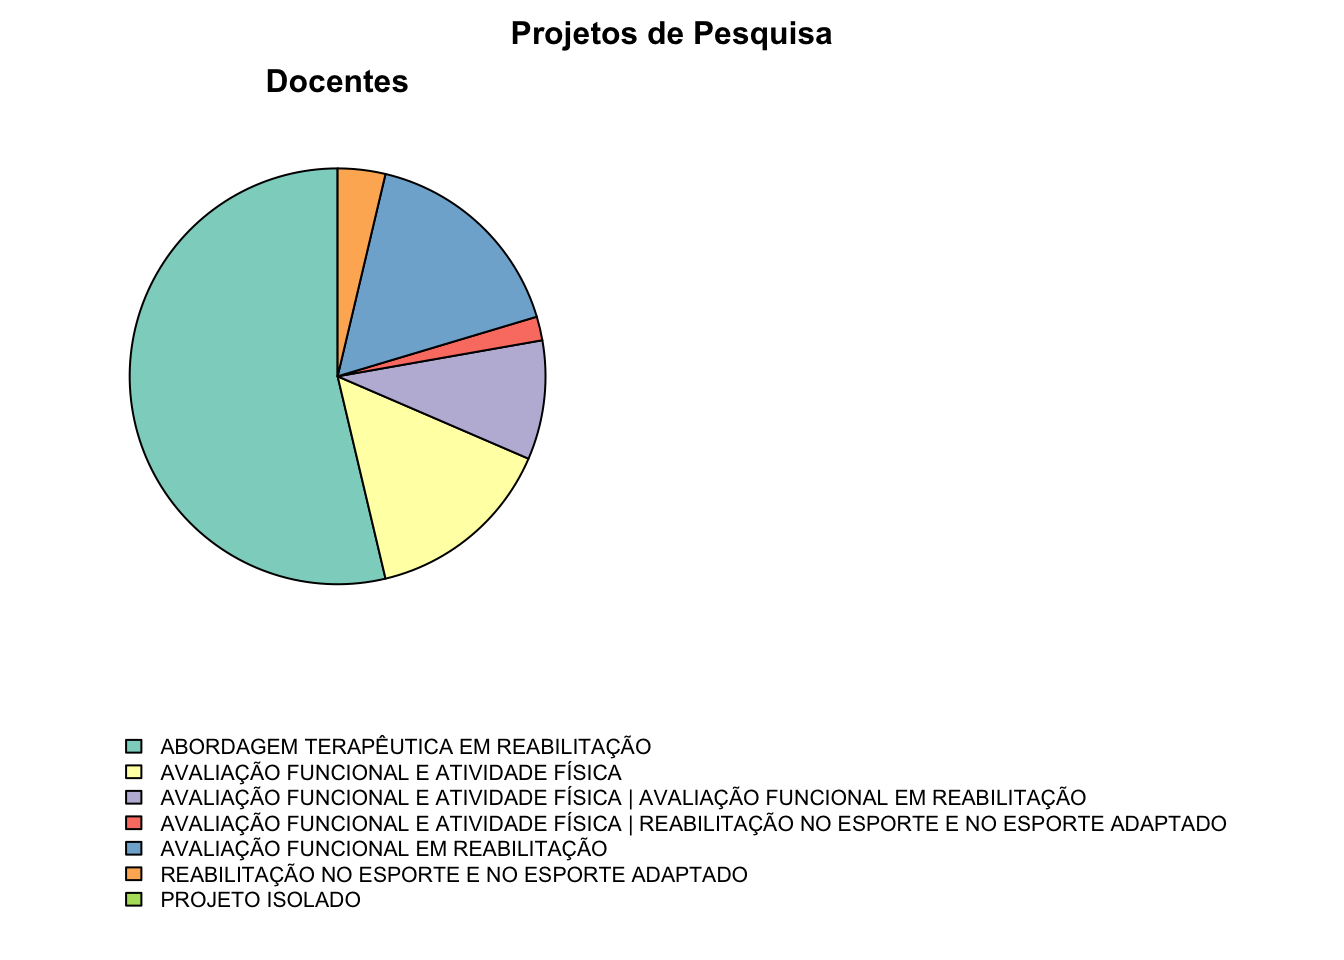 Projetos de Pesquisa
Docentes
ABORDAGEM TERAPÊUTICA EM REABILITAÇÃO
AVALIAÇÃO FUNCIONAL E ATIVIDADE FÍSICA
AVALIAÇÃO FUNCIONAL E ATIVIDADE FÍSICA | AVALIAÇÃO FUNCIONAL EM REABILITAÇÃO
AVALIAÇÃO FUNCIONAL E ATIVIDADE FÍSICA | REABILITAÇÃO NO ESPORTE E NO ESPORTE ADAPTADO
AVALIAÇÃO FUNCIONAL EM REABILITAÇÃO
REABILITAÇÃO NO ESPORTE E NO ESPORTE ADAPTADO
PROJETO ISOLADO